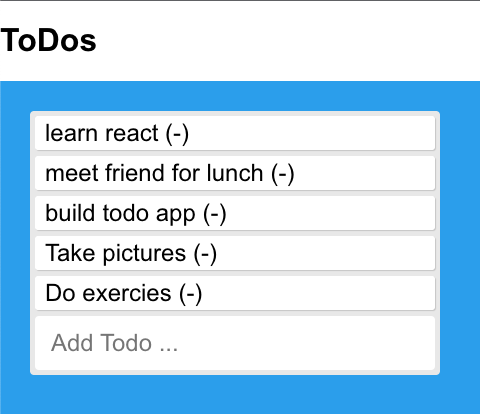 ToDos
learn react (-)
meet friend for lunch (-)
build todo app (-)
Take pictures (-)
Do exercies (-)
Add Todo ...